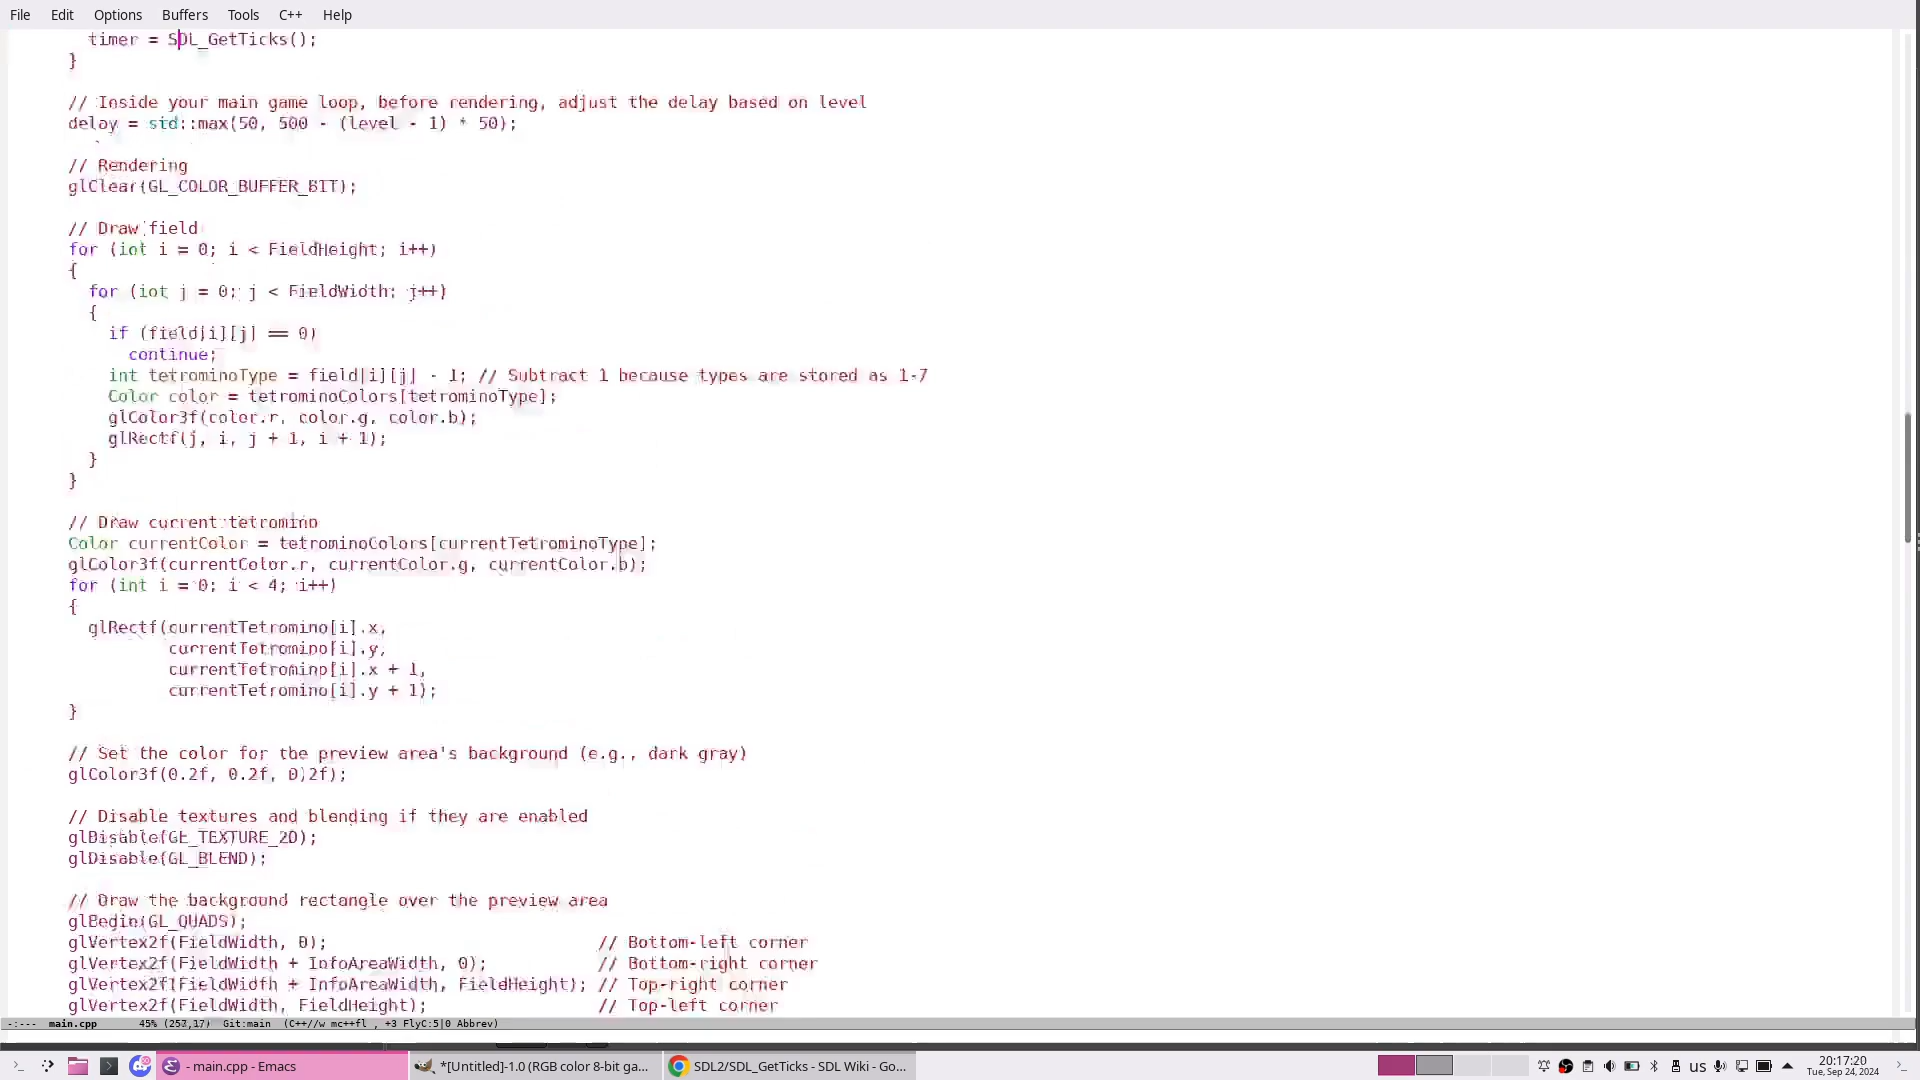 File Edit Options Buffers Tools C++ Help
timer = SDL_GetTicks();
}
// Inside your main game loop, before rendering, adjust the delay based on level
delay = std::max(50, 500 - (level - 1) * 50);
// Rendering
glClear(GL_COLOR_BUFFER_BIT);
// Draw field
for (int i = 0; i < FieldHeight; i++)
{
for (int j = 0; j < FieldWidth; j++)
{
if (field[i][j] == 0)
continue;
int tetrominoType = field[i][j] - 1; // Subtract 1 because types are stored as 1-7
Color color = tetrominoColors[tetrominoType];
glColor3f(color.r, color.g, color.b);
glRectf(j, i, j + 1, i + 1);
}
}
// Draw current tetromino
Color currentColor = tetrominoColors[currentTetrominoType];
glColor3f(currentColor.r, currentColor.g, currentColor.b);
for (int i = 0; i < 4; i++)
{
glRectf(currentTetromino[i].x,
currentTetromino[i].y,
currentTetromino[i].x + 1,
currentTetromino[i].y + 1);
}
// Set the color for the preview area's background (e.g., dark gray)
glColor3f(0.2f, 0.2f, 0.2f);
// Disable textures and blending if they are enabled
glDisable(GL_TEXTURE_2D);
glDisable(GL_BLEND);
// Draw the background rectangle over the preview area
glBegin(GL_QUADS);
glVertex2f(FieldWidth, 0); // Bottom-left corner
glVertex2f(FieldWidth + InfoAreaWidth, 0); // Bottom-right corner
glVertex2f(FieldWidth + InfoAreaWidth, FieldHeight); // Top-right corner
glVertex2f(FieldWidth, FieldHeight); // Top-left corner
-:--- main.cpp 45% (257,17) Git:main (C++//w mc++fl , +3 FlyC:5|0 Abbrev)
- main.cpp - Emacs
*[Untitled]-1.0 (RGB color 8-bit ga...
SDL2/SDL_GetTicks - SDL Wiki - Go...
us
20:17:20
Tue, Sep 24, 2024